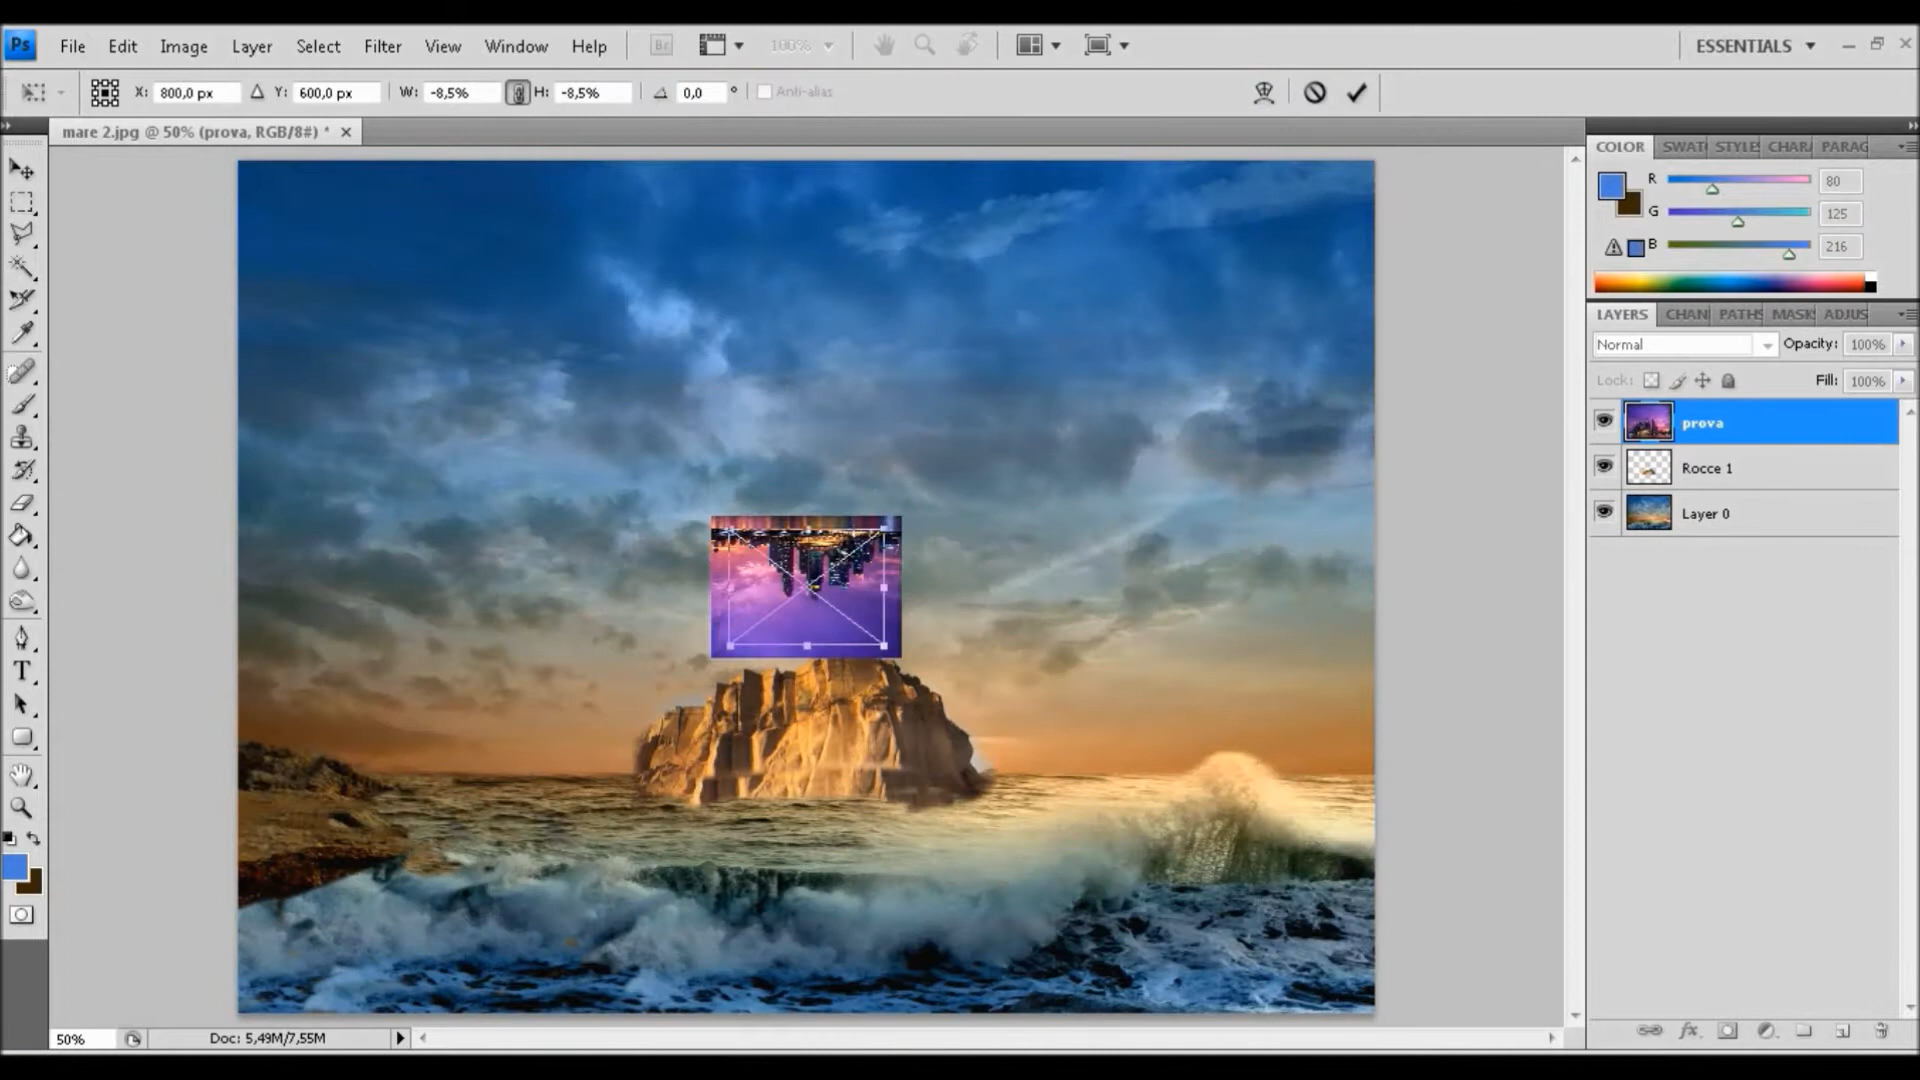 Ps File Edit Image Layer Select Filter View Window Help Br 100% ESSENTIALS
X: 800,0 px Y: 600,0 px W: -8,5% H: -8,5% 0,0 ° Anti-alias
mare 2.jpg @ 50% (prova, RGB/8#) *
COLOR SWAT STYLE CHAR PARAG
R 80
G 125
B 216
LAYERS CHAN PATHS MASK ADJUS
Normal Opacity: 100%
Lock: Fill: 100%
prova
Rocce 1
Layer 0
T
fx
50% Doc: 5,49M/7,55M